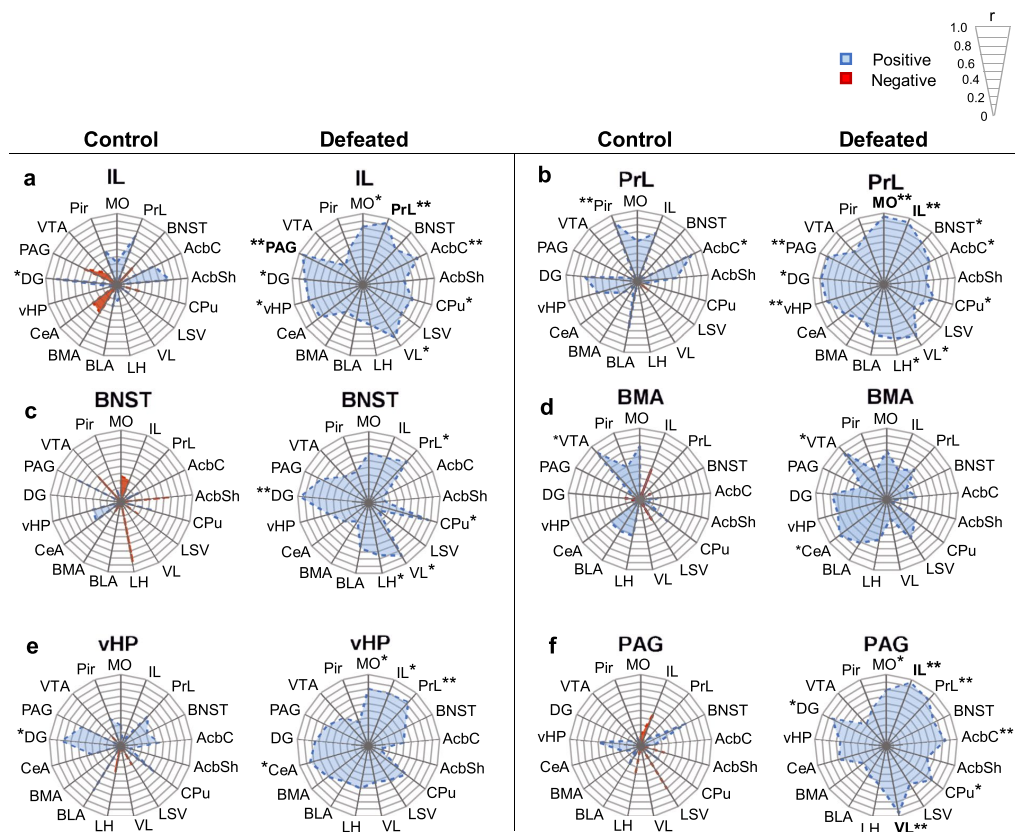 r
1.0
0.8
0.6
0.4
0.2
0
Positive
Negative
Control Defeated Control Defeated
a
IL
MO
PrL
BNST
AcbC
AcbSh
CPu
LSV
VL
LH
BLA
BMA
CeA
vHP
*DG
PAG
VTA
Pir
IL
MO*
PrL**
BNST
AcbC**
AcbSh
CPu*
LSV
VL*
LH
BLA
BMA
CeA
*vHP
*DG
**PAG
VTA
Pir
b
PrL
MO
IL
BNST
AcbC*
AcbSh
CPu
LSV
VL
LH
BLA
BMA
CeA
vHP
DG
PAG
VTA
**Pir
PrL
MO**
IL**
BNST*
AcbC*
AcbSh
CPu*
LSV
VL*
LH*
BLA
BMA
CeA
**vHP
*DG
**PAG
VTA
Pir
c
BNST
MO
IL
PrL
AcbC
AcbSh
CPu
LSV
VL
LH
BLA
BMA
CeA
vHP
DG
PAG
VTA
Pir
BNST
MO
IL
PrL*
AcbC
AcbSh
CPu*
LSV
VL*
LH*
BLA
BMA
CeA
vHP
**DG
PAG
VTA
Pir
d
BMA
MO
IL
PrL
BNST
AcbC
AcbSh
CPu
LSV
VL
LH
BLA
CeA
vHP
DG
PAG
*VTA
Pir
BMA
MO
IL
PrL
BNST
AcbC
AcbSh
CPu
LSV
VL
LH
BLA
*CeA
vHP
DG
PAG
*VTA
Pir
e
vHP
MO
IL
PrL
BNST
AcbC
AcbSh
CPu
LSV
VL
LH
BLA
BMA
CeA
*DG
PAG
VTA
Pir
vHP
MO*
IL*
PrL**
BNST
AcbC
AcbSh
CPu
LSV
VL
LH
BLA
BMA
*CeA
DG
PAG
VTA
Pir
f
PAG
MO
IL
PrL
BNST
AcbC
AcbSh
CPu
LSV
VL
LH
BLA
BMA
CeA
vHP
DG
VTA
Pir
PAG
MO*
IL**
PrL**
BNST
AcbC**
AcbSh
CPu*
LSV
VL**
LH
BLA
BMA
CeA
vHP
*DG
VTA
Pir